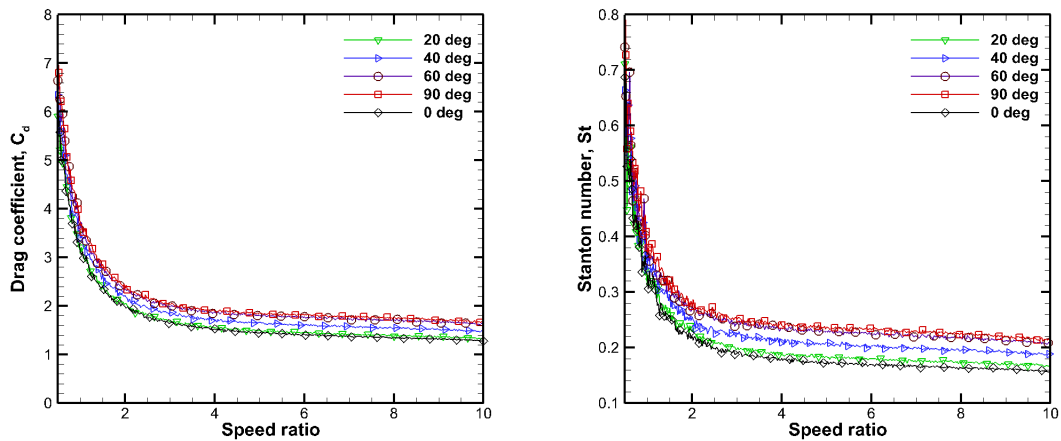 Drag coefficient, C_d
8
7
6
5
4
3
2
1
0
2
4
6
8
10
Speed ratio
20 deg
40 deg
60 deg
90 deg
0 deg
Stanton number, St
0.8
0.7
0.6
0.5
0.4
0.3
0.2
0.1
2
4
6
8
10
Speed ratio
20 deg
40 deg
60 deg
90 deg
0 deg